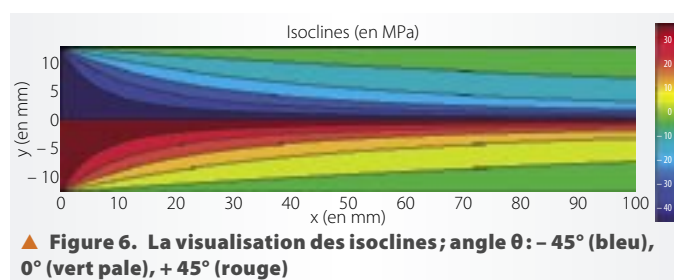 Isoclines (en MPa)
10
5
0
– 5
– 10
y (en mm)
0 10 20 30 40 50 60 70 80 90 100
x (en mm)
30
20
10
0
– 10
– 20
– 30
– 40
▲ Figure 6. La visualisation des isoclines ; angle θ : – 45° (bleu),
0° (vert pale), + 45° (rouge)